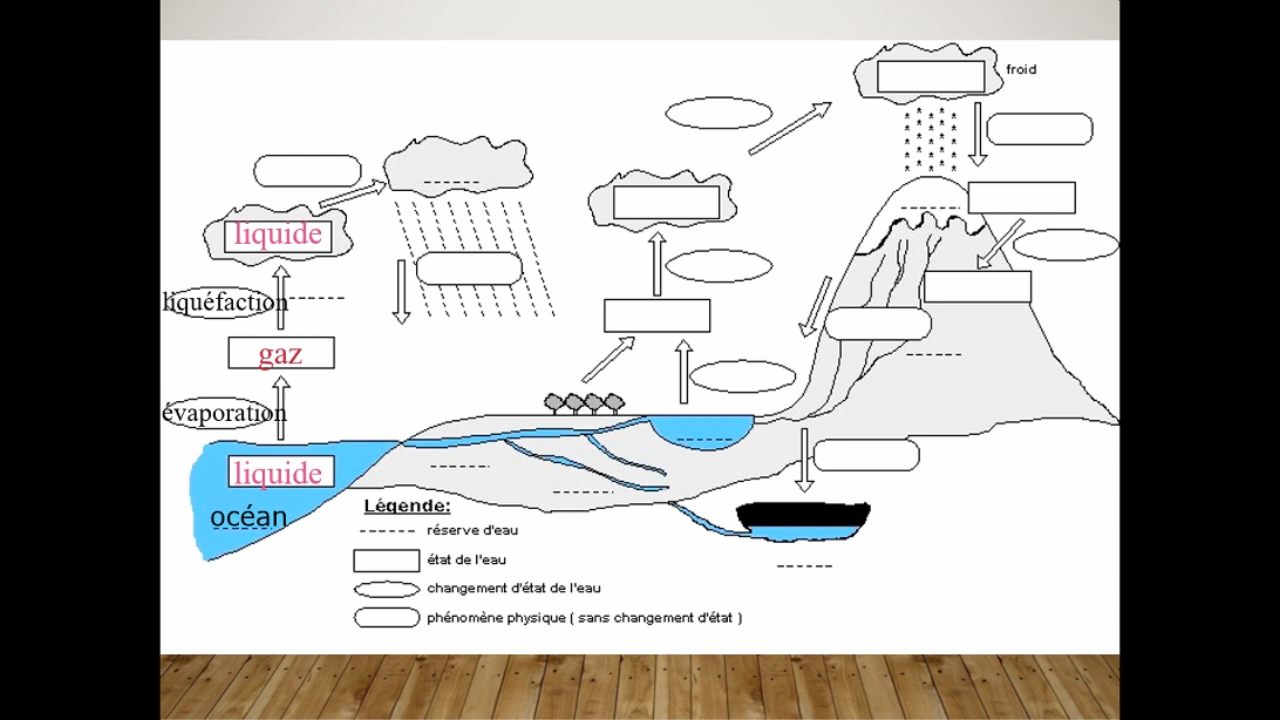 froid
liquide
liquéfaction
gaz
évaporation
liquide
océan
Légende:
réserve d'eau
état de l'eau
changement d'état de l'eau
phénomène physique ( sans changement d'état )